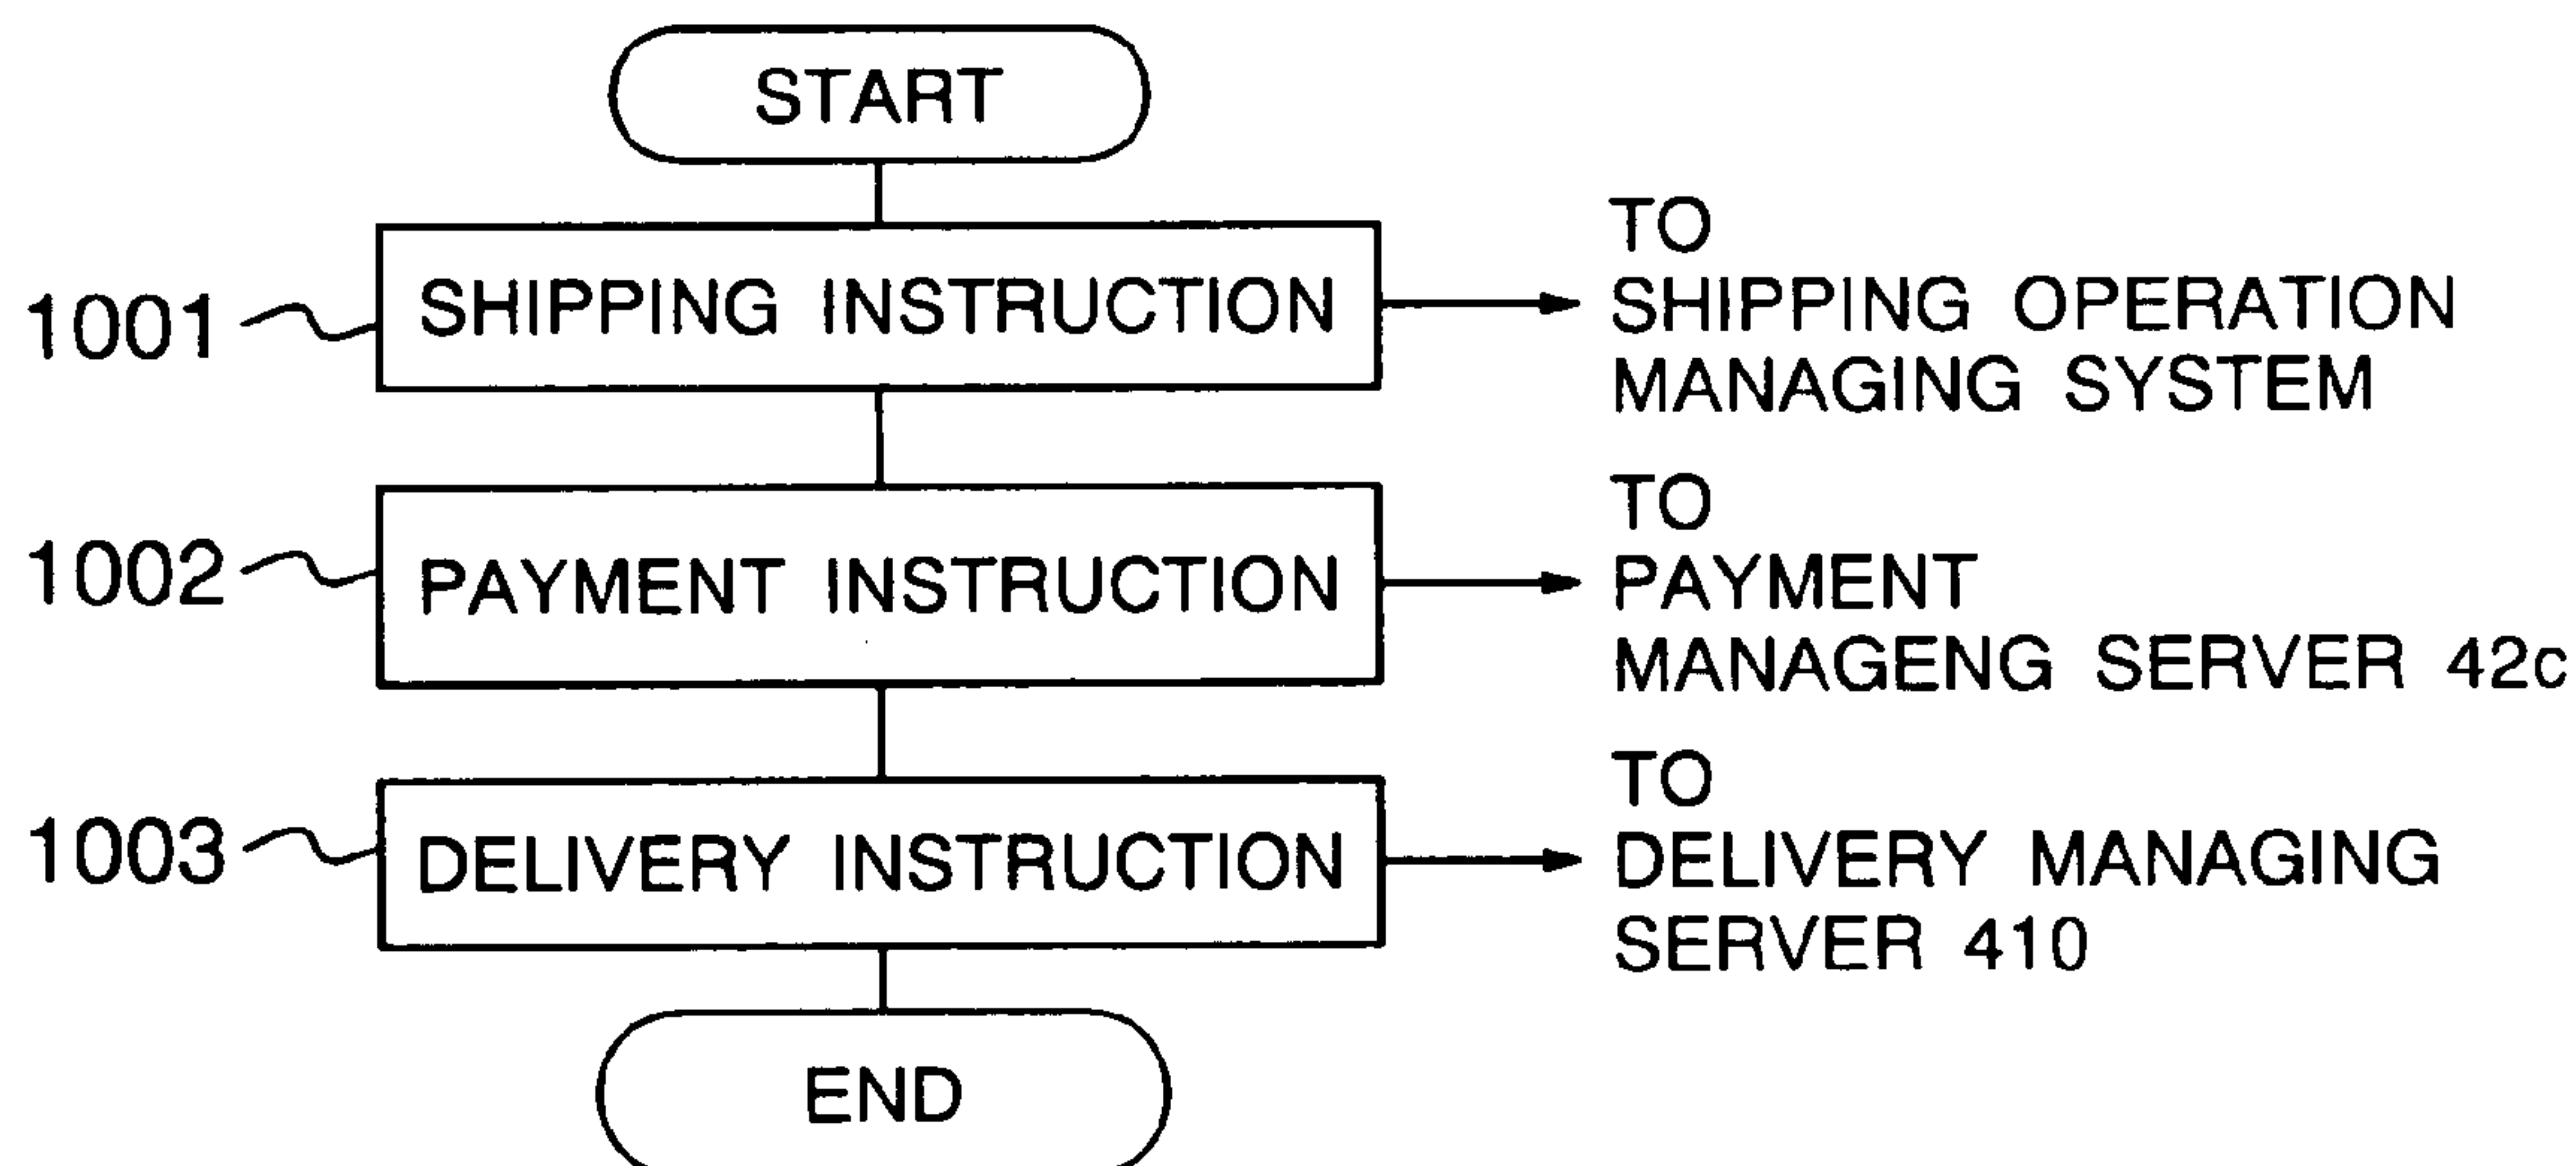 START
1001
SHIPPING INSTRUCTION
TO
SHIPPING OPERATION
MANAGING SYSTEM
1002
PAYMENT INSTRUCTION
TO
PAYMENT
MANAGENG SERVER 42c
1003
DELIVERY INSTRUCTION
TO
DELIVERY MANAGING
SERVER 410
END